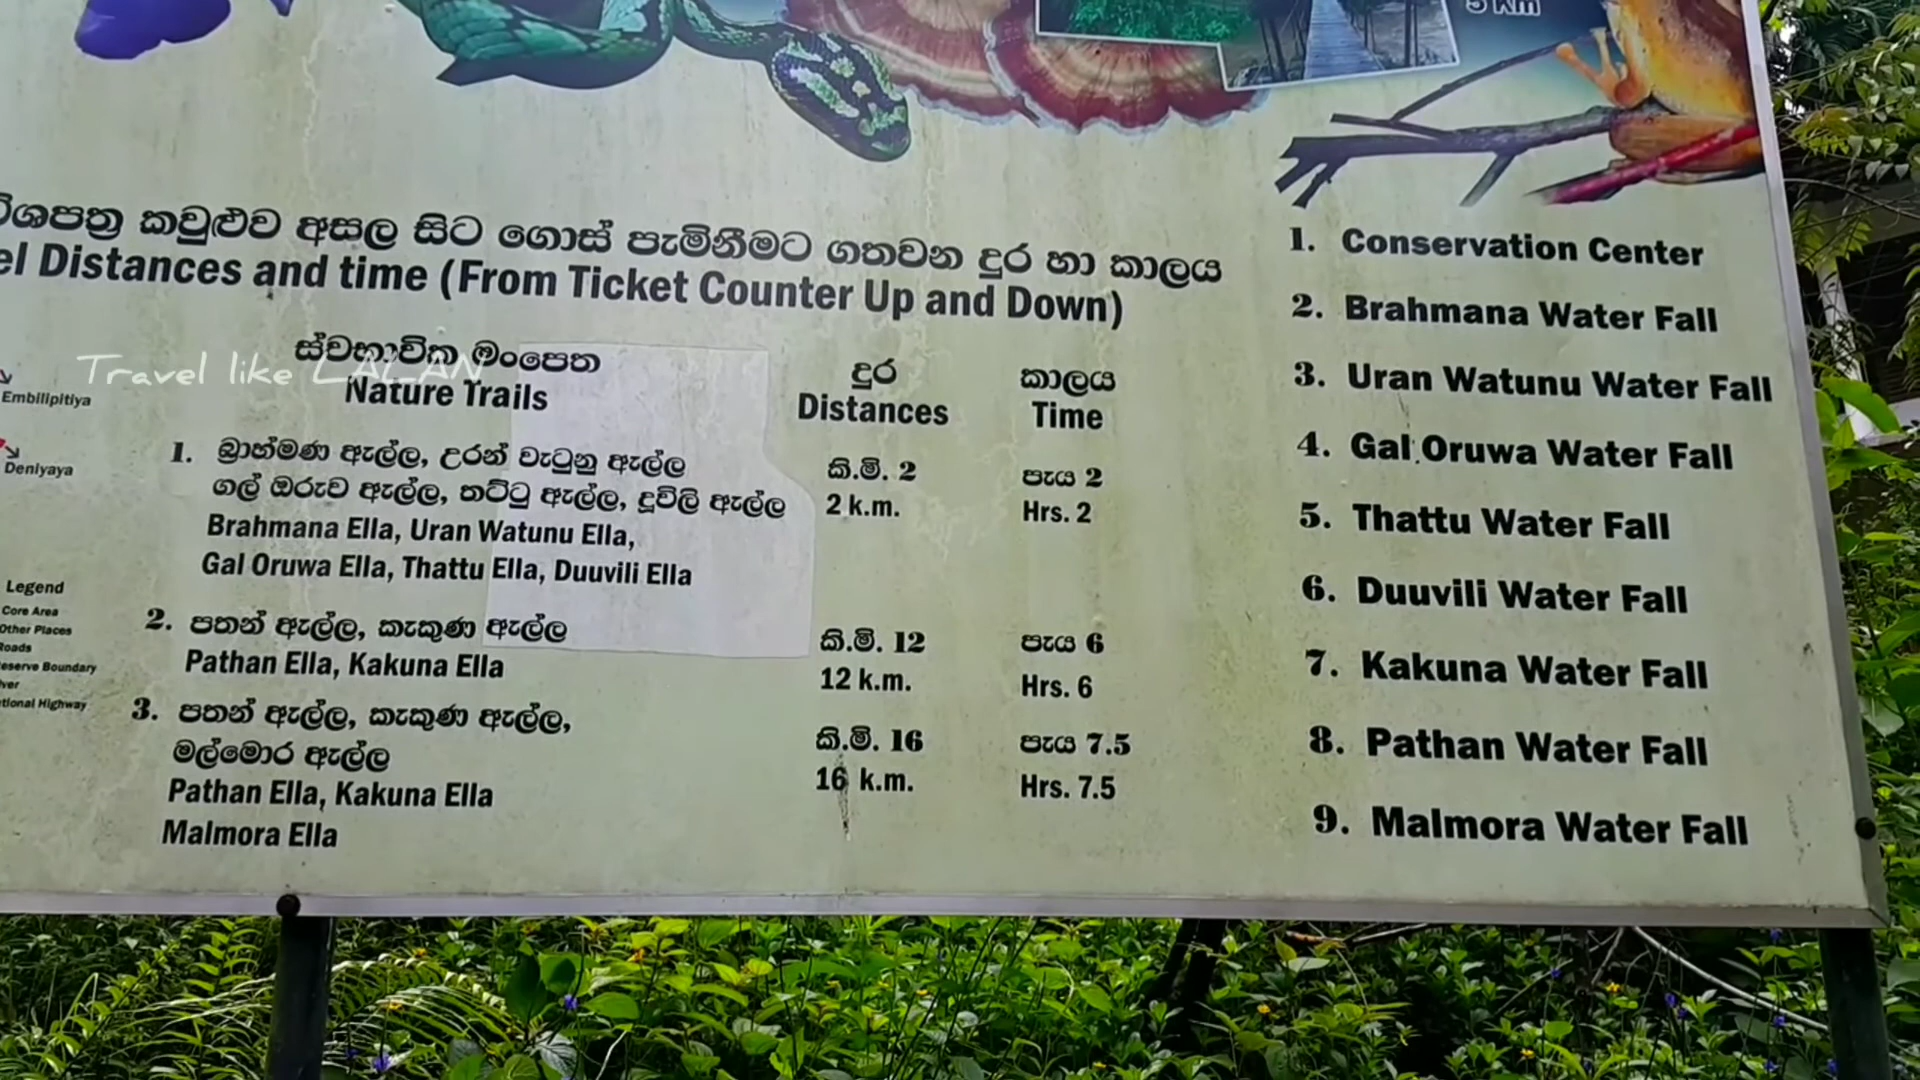 5 Km
කවුළුව අසල සිට ගොස් පැමිනීමට ගතවන දුර හා කාලය
Distances and time (From Ticket Counter Up and Down)
Travel like LALAN
ස්වභාවික මංපෙත
Nature Trails
දුර
Distances
කාලය
Time
1. බ්‍රාහ්මණ ඇල්ල, උරන් වැටුනු ඇල්ල
ගල් ඔරුව ඇල්ල, තට්ටු ඇල්ල, දූවිලි ඇල්ල
Brahmana Ella, Uran Watunu Ella,
Gal Oruwa Ella, Thattu Ella, Duuvili Ella
කි.මි. 2
2 k.m.
පැය 2
Hrs. 2
2. පතන් ඇල්ල, කැකුණ ඇල්ල
Pathan Ella, Kakuna Ella
කි.මි. 12
12 k.m.
පැය 6
Hrs. 6
3. පතන් ඇල්ල, කැකුණ ඇල්ල,
මල්මොර ඇල්ල
Pathan Ella, Kakuna Ella
Malmora Ella
කි.මි. 16
16 k.m.
පැය 7.5
Hrs. 7.5
1. Conservation Center
2. Brahmana Water Fall
3. Uran Watunu Water Fall
4. Gal Oruwa Water Fall
5. Thattu Water Fall
6. Duuvili Water Fall
7. Kakuna Water Fall
8. Pathan Water Fall
9. Malmora Water Fall
Embilipitiya
Deniyaya
Legend
Core Area
Other Places
Roads
Reserve Boundary
Highway